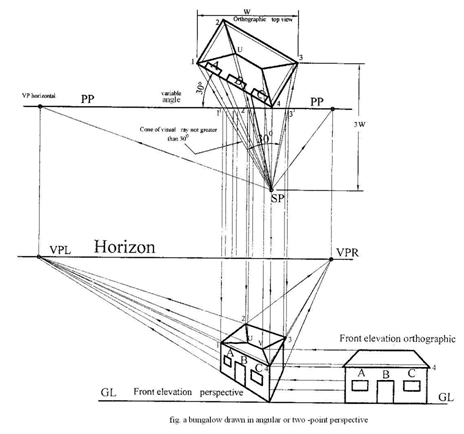 W
Orthographic top view
2
U
1
3
A
B
C
4
VP horizontal
PP
variable
angle
30°
PP
1'
2'
3'
3W
Cone of visual ray not greater
than 30°
30°
SP
VPL
Horizon
VPR
2
U
V
3
Front elevation orthographic
A
B
C
4
A
B
C
4
GL
Front elevation perspective
GL
fig. a bungalow drawn in angular or two -point perspective